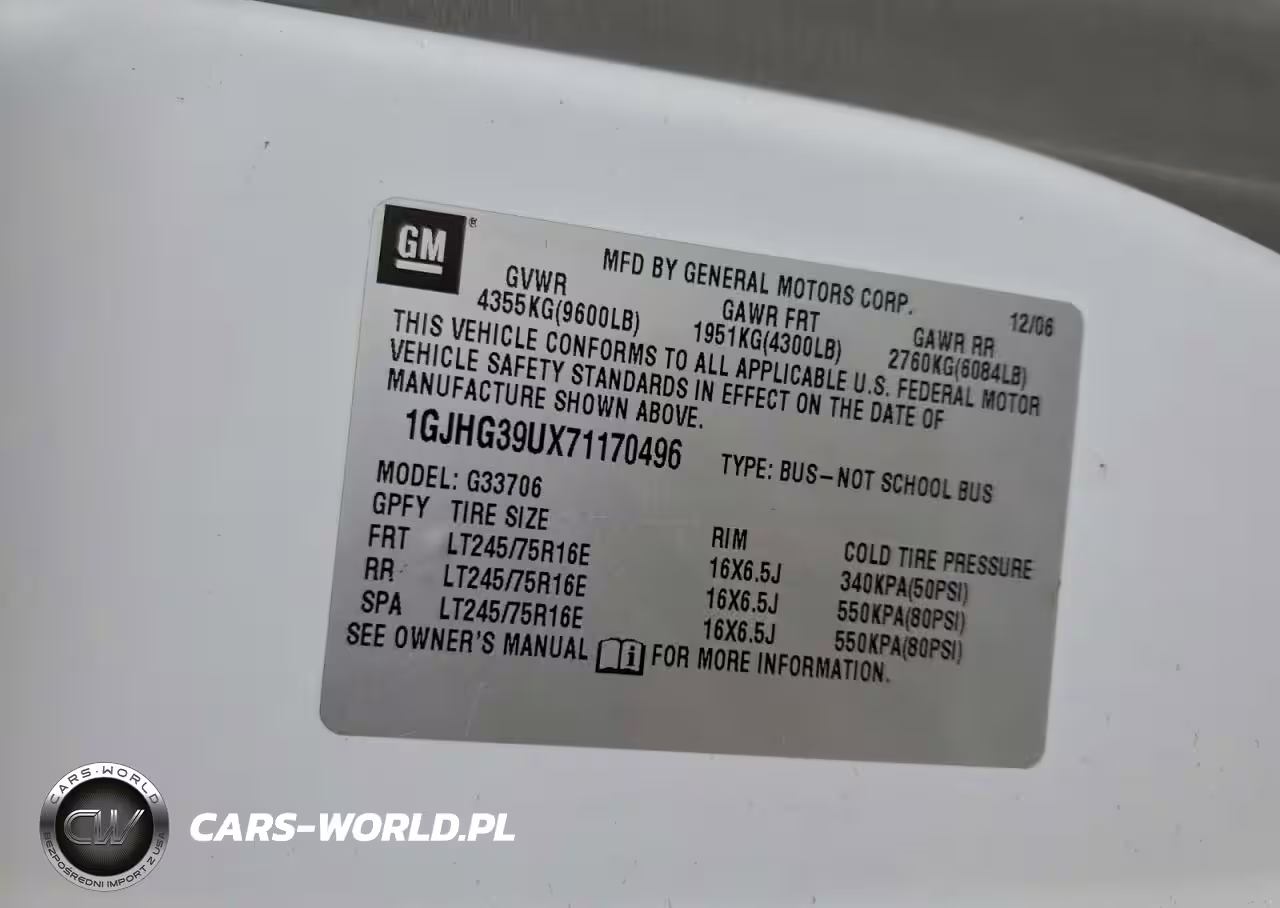 GM ®
MFD BY GENERAL MOTORS CORP. 12/06
GVWR GAWR FRT GAWR RR
4355KG(9600LB) 1951KG(4300LB) 2760KG(6084LB)
THIS VEHICLE CONFORMS TO ALL APPLICABLE U.S. FEDERAL MOTOR
VEHICLE SAFETY STANDARDS IN EFFECT ON THE DATE OF
MANUFACTURE SHOWN ABOVE.
1GJHG39UX71170496 TYPE: BUS-NOT SCHOOL BUS
MODEL: G33706
GPFY TIRE SIZE RIM COLD TIRE PRESSURE
FRT LT245/75R16E 16X6.5J 340KPA(50PSI)
RR LT245/75R16E 16X6.5J 550KPA(80PSI)
SPA LT245/75R16E 16X6.5J 550KPA(80PSI)
SEE OWNER'S MANUAL i FOR MORE INFORMATION.
CARS-WORLD
CW
BEZPOŚREDNI IMPORT Z USA
CARS-WORLD.PL